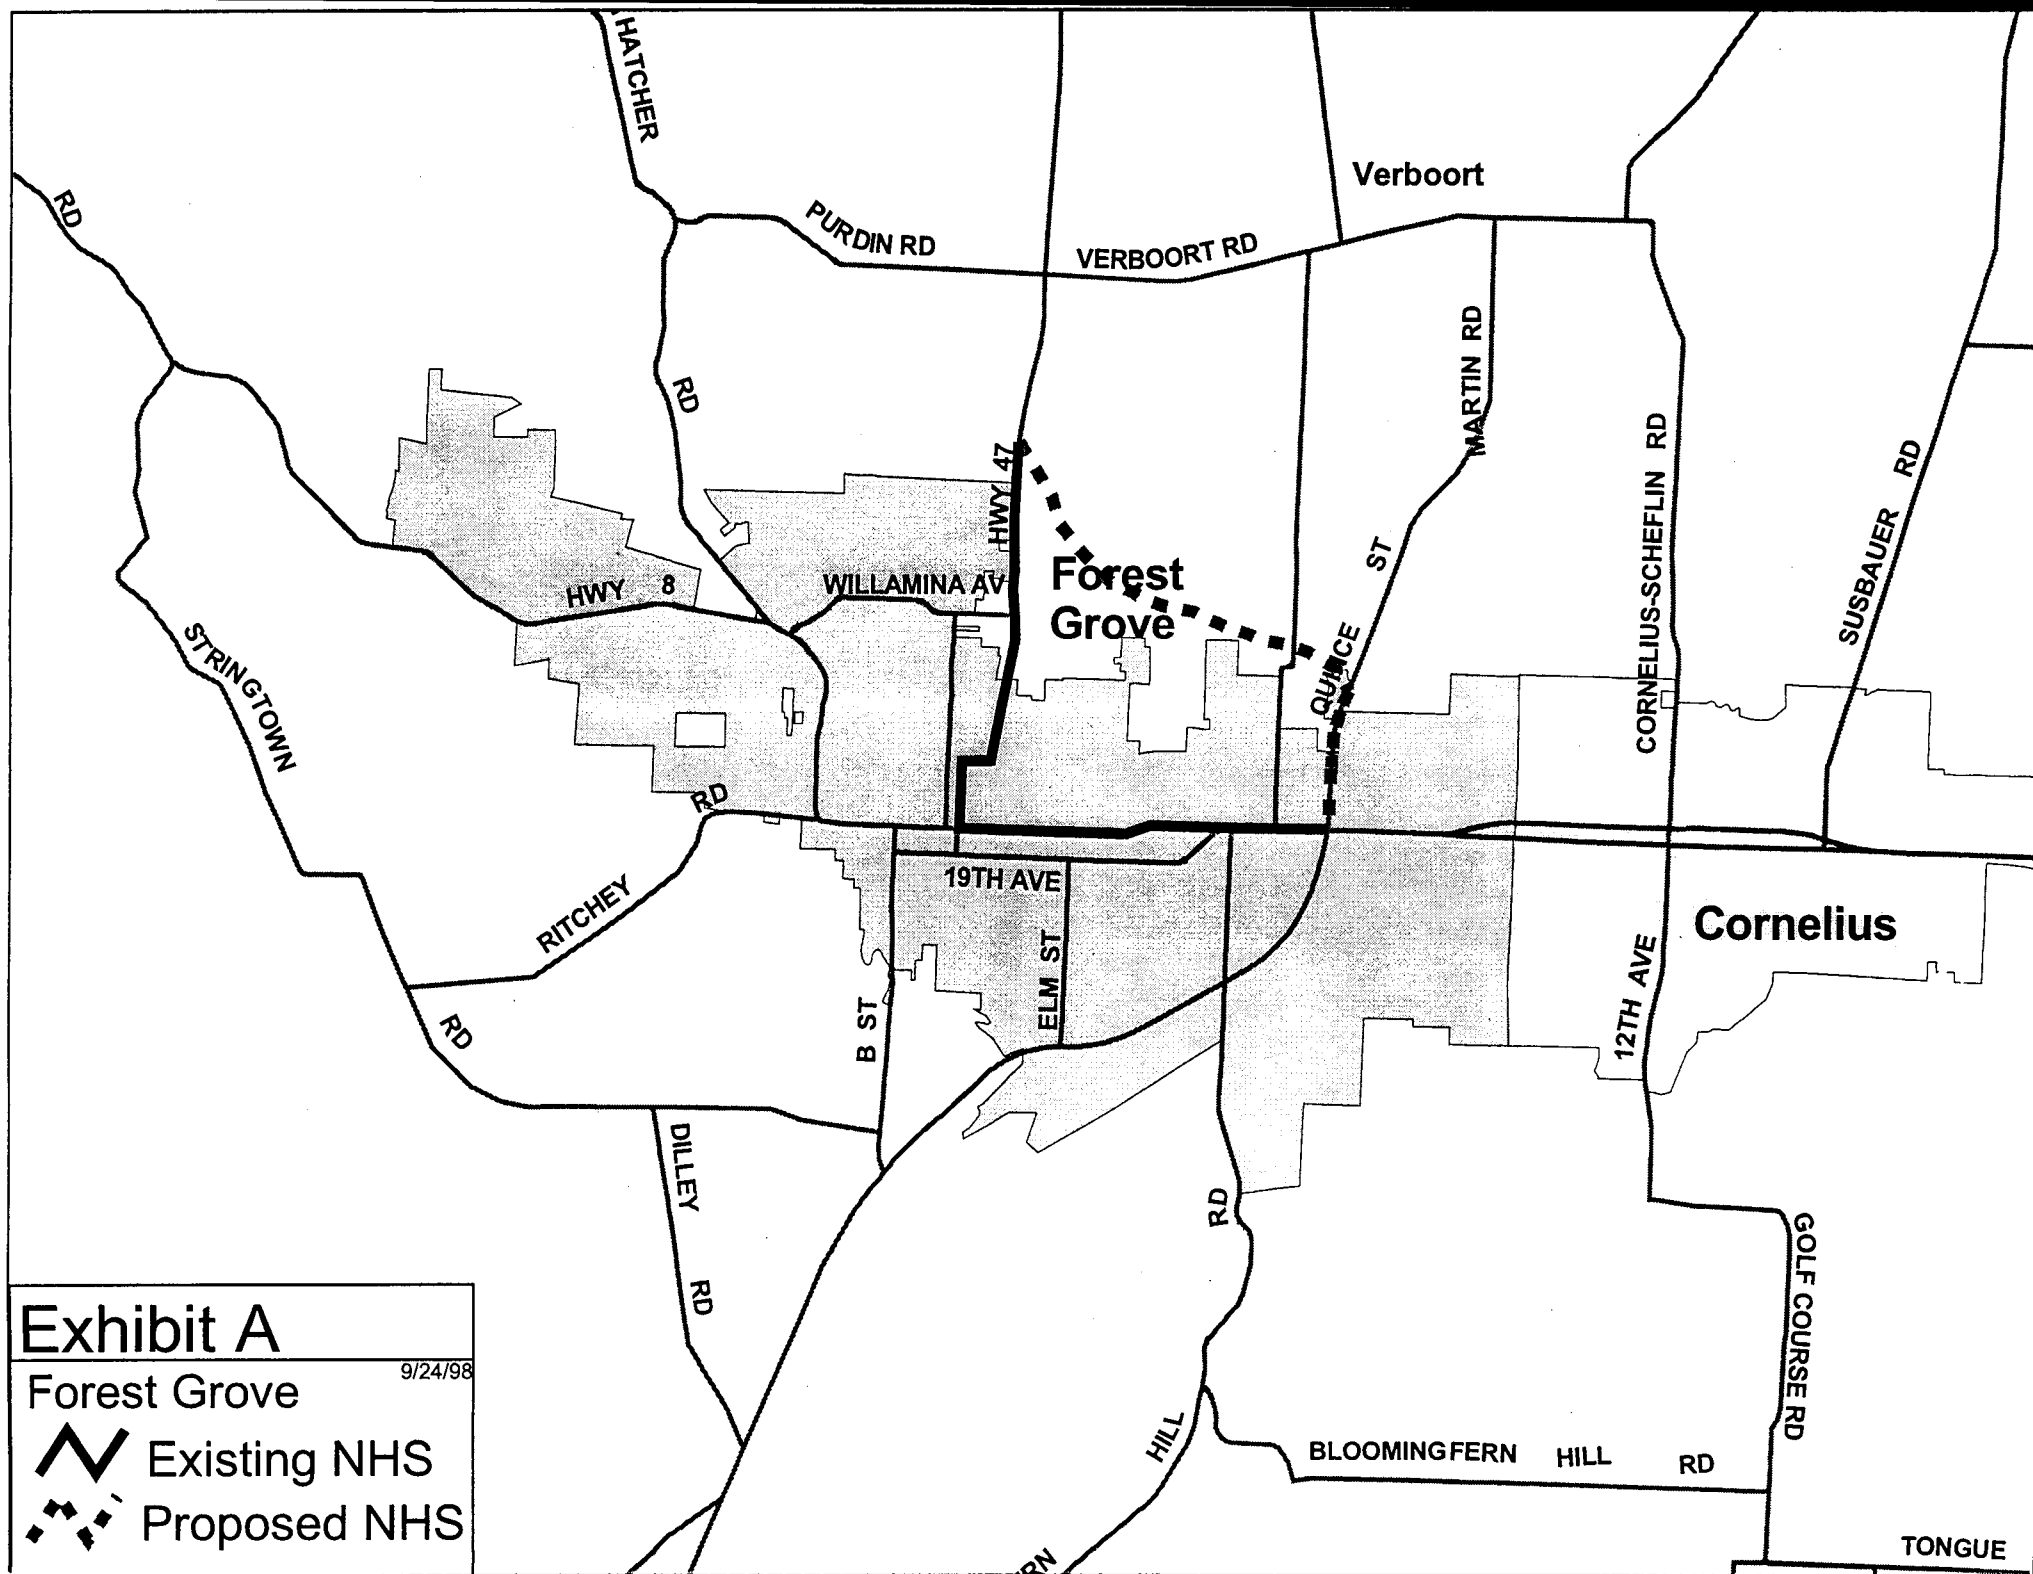 HATCHER
RD
Verboort
PURDIN RD
VERBOORT RD
MARTIN RD
RD
CORNELIUS-SCHEFLIN RD
SUSBAUER RD
HWY 47
Forest
Grove
WILLAMINA AV
HWY 8
QUINCE ST
STRINGTOWN
RD
RD
19TH AVE
RITCHEY
ELM ST
Cornelius
12TH AVE
B ST
RD
DILLEY
RD
RD
GOLF COURSE RD
HILL
BLOOMINGFERN HILL RD
TONGUE
Exhibit A
9/24/98
Forest Grove
Existing NHS
Proposed NHS